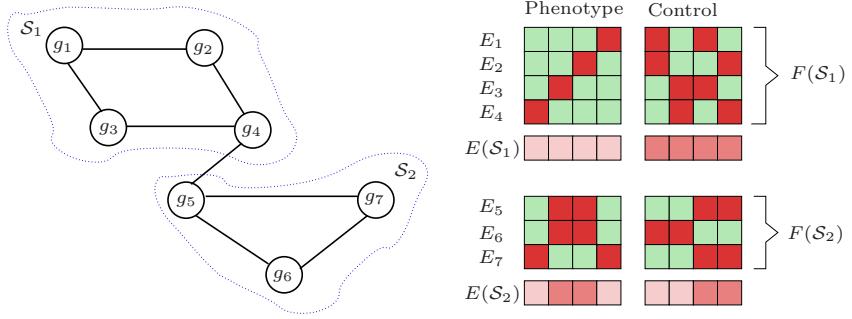 𝒮₁
g₁
g₂
g₃
g₄
𝒮₂
g₅
g₇
g₆
Phenotype Control
E₁
E₂
E₃
E₄
F(𝒮₁)
E(𝒮₁)
E₅
E₆
E₇
F(𝒮₂)
E(𝒮₂)